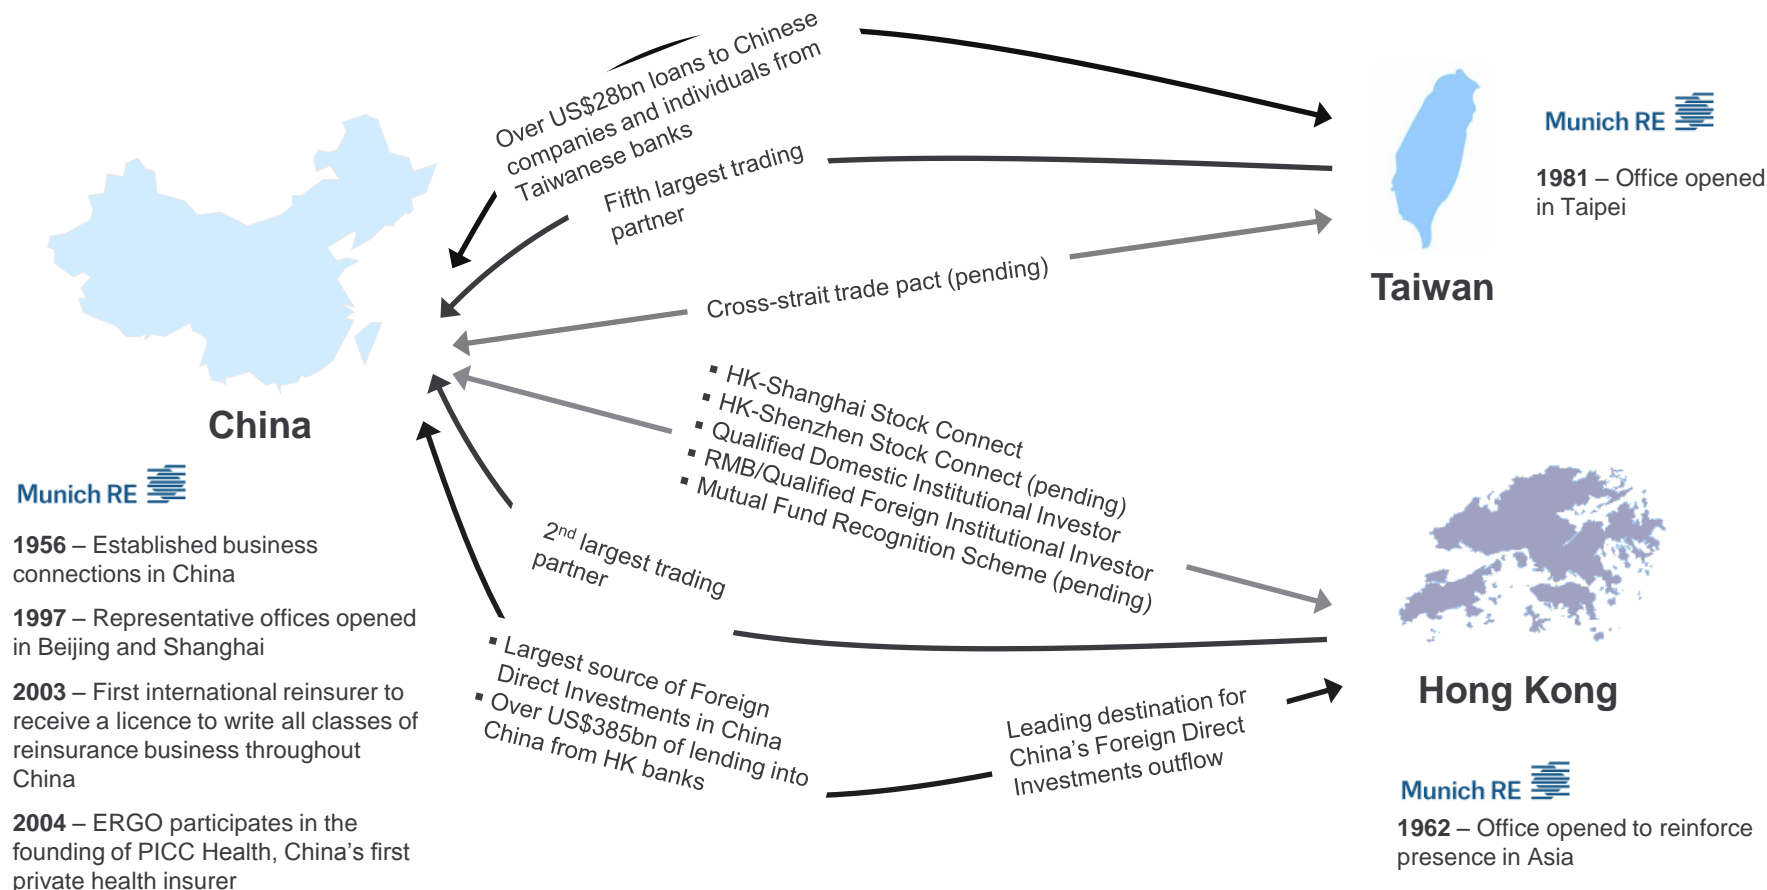 Over US$28bn loans to Chinese
companies and individuals from
Taiwanese banks
Fifth largest trading
partner
Cross-strait trade pact (pending)
Munich RE
1981 – Office opened
in Taipei
Taiwan
China
Munich RE
1956 – Established business
connections in China
1997 – Representative offices opened
in Beijing and Shanghai
2003 – First international reinsurer to
receive a licence to write all classes of
reinsurance business throughout
China
2004 – ERGO participates in the
founding of PICC Health, China's first
private health insurer
▪ HK-Shanghai Stock Connect
▪ HK-Shenzhen Stock Connect (pending)
▪ Qualified Domestic Institutional Investor
▪ RMB/Qualified Foreign Institutional Investor
▪ Mutual Fund Recognition Scheme (pending)
2nd largest trading
partner
▪ Largest source of Foreign
Direct Investments in China
▪ Over US$385bn of lending into
China from HK banks
Leading destination for
China's Foreign Direct
Investments outflow
Hong Kong
Munich RE
1962 – Office opened to reinforce
presence in Asia